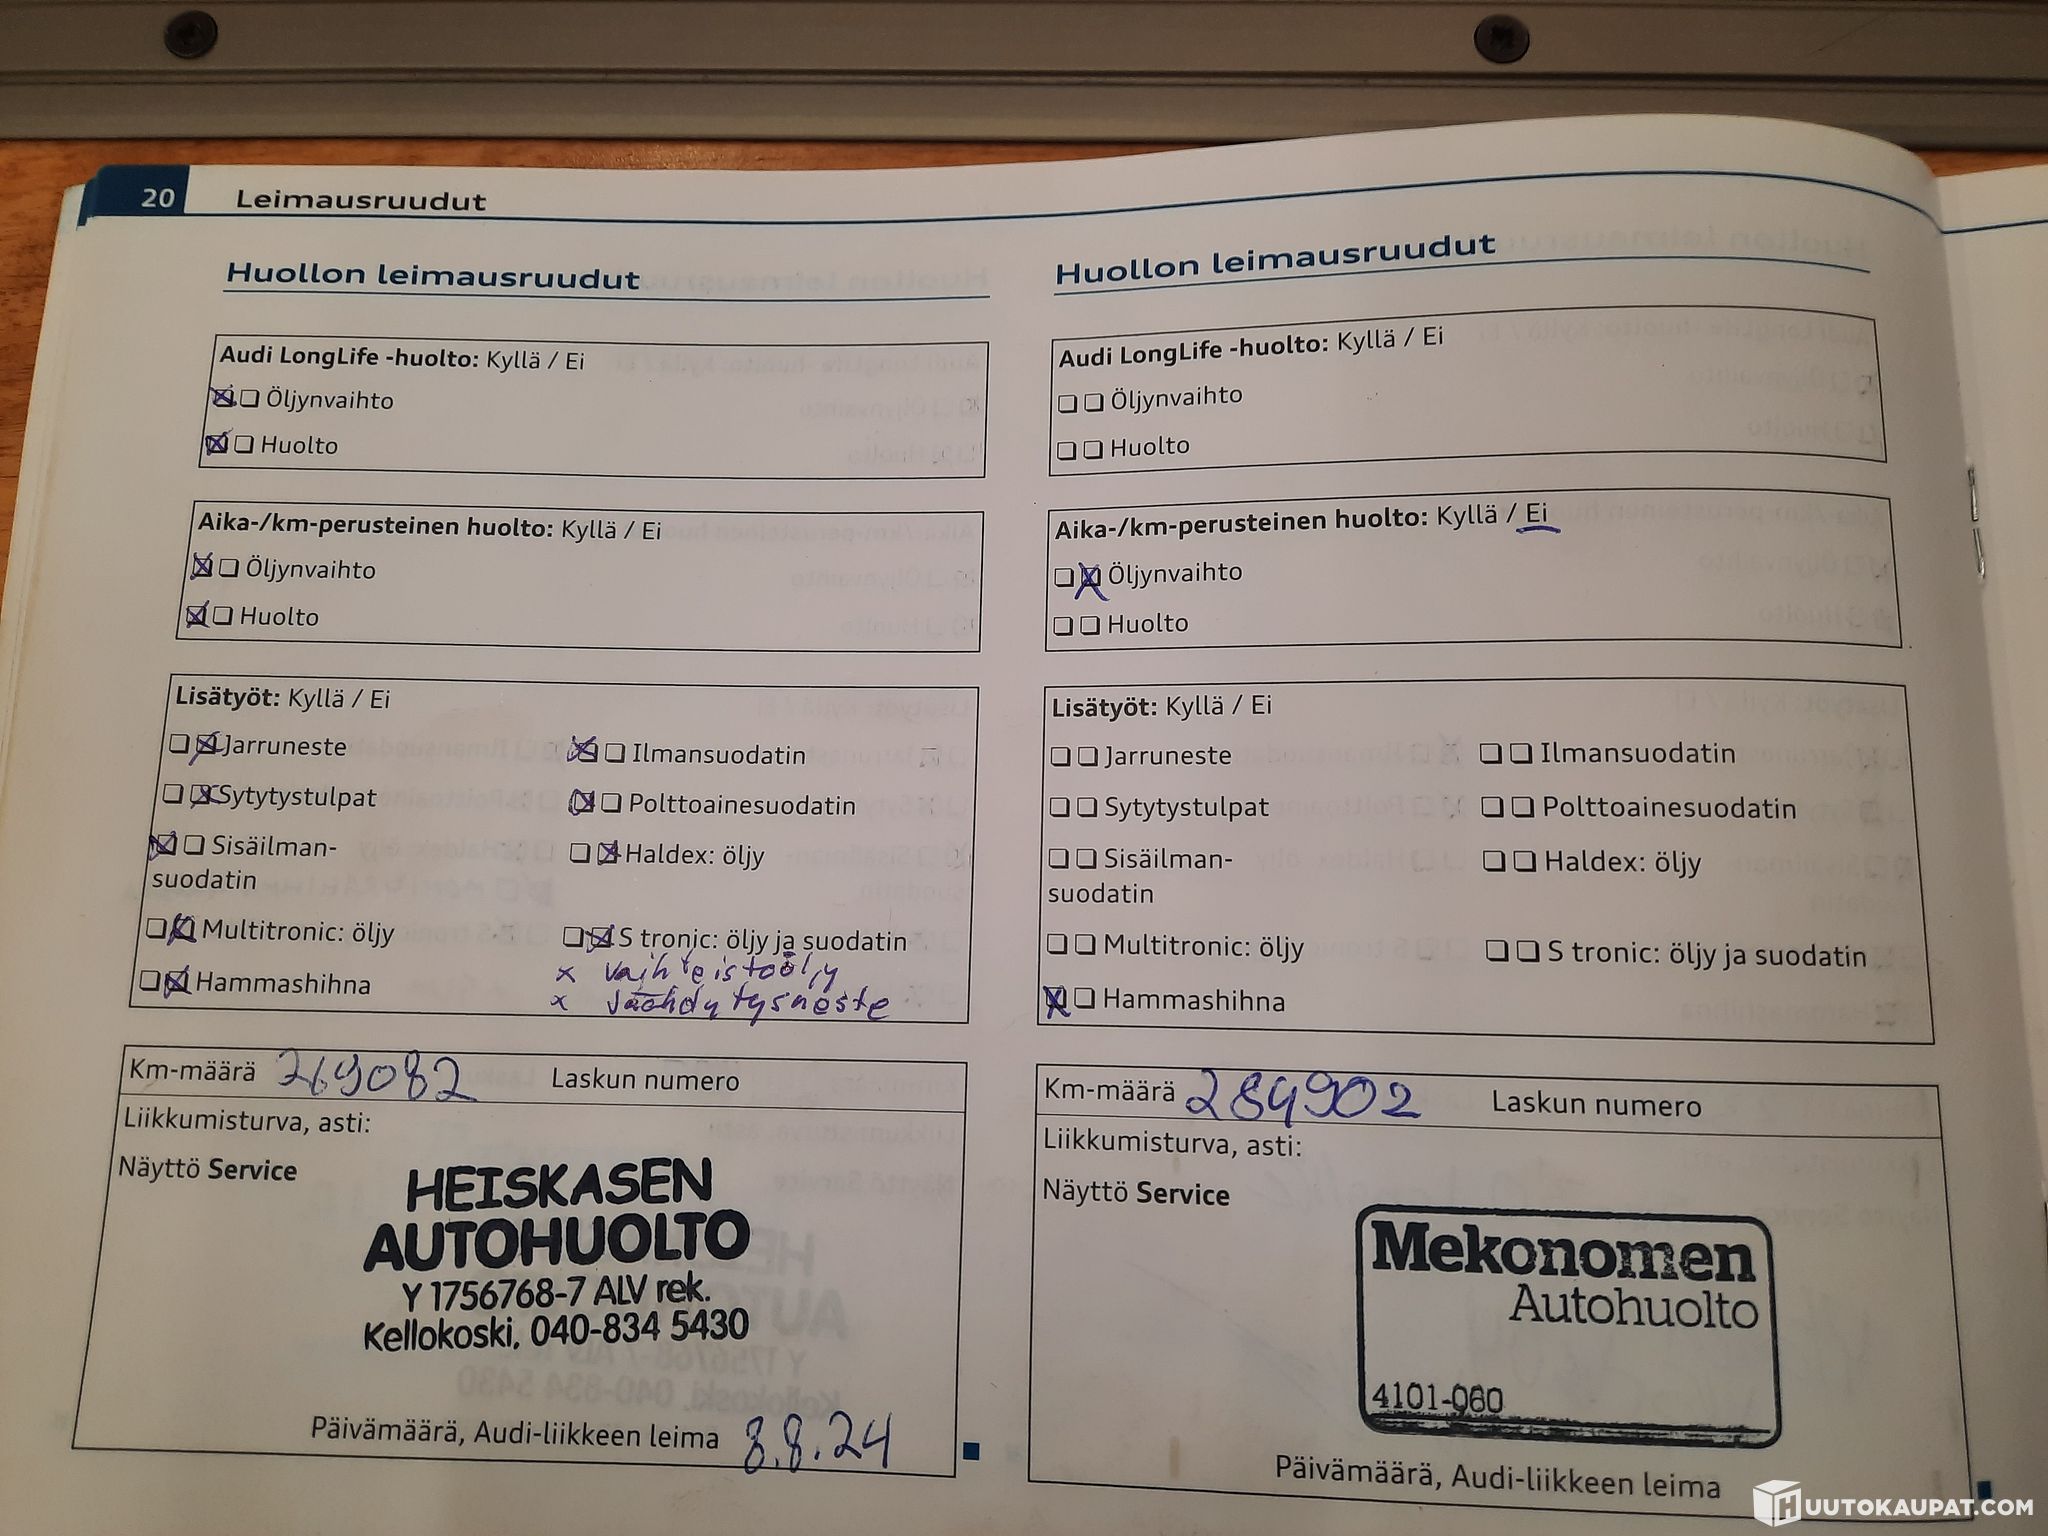 20 Leimausruudut
Huollon leimausruudut
Audi LongLife -huolto: Kyllä / Ei
Öljynvaihto
Huolto
Aika-/km-perusteinen huolto: Kyllä / Ei
Öljynvaihto
Huolto
Lisätyöt: Kyllä / Ei
Jarruneste
Ilmansuodatin
Sytytystulpat
Polttoainesuodatin
Sisäilman-
suodatin
Haldex: öljy
Multitronic: öljy
S tronic: öljy ja suodatin
x vaihteistoöljy
Hammashihna
x jäähdytysneste
Km-määrä 269082 Laskun numero
Liikkumisturva, asti:
Näyttö Service
HEISKASEN
AUTOHUOLTO
Y 1756768-7 ALV rek.
Kellokoski, 040-834 5430
Päivämäärä, Audi-liikkeen leima 8.8.24
Huollon leimausruudut
Audi LongLife -huolto: Kyllä / Ei
Öljynvaihto
Huolto
Aika-/km-perusteinen huolto: Kyllä / Ei
Öljynvaihto
Huolto
Lisätyöt: Kyllä / Ei
Jarruneste
Ilmansuodatin
Sytytystulpat
Polttoainesuodatin
Sisäilman-
suodatin
Haldex: öljy
Multitronic: öljy
S tronic: öljy ja suodatin
Hammashihna
Km-määrä 284902 Laskun numero
Liikkumisturva, asti:
Näyttö Service
Mekonomen
Autohuolto
4101-060
Päivämäärä, Audi-liikkeen leima
HUUTOKAUPAT.COM